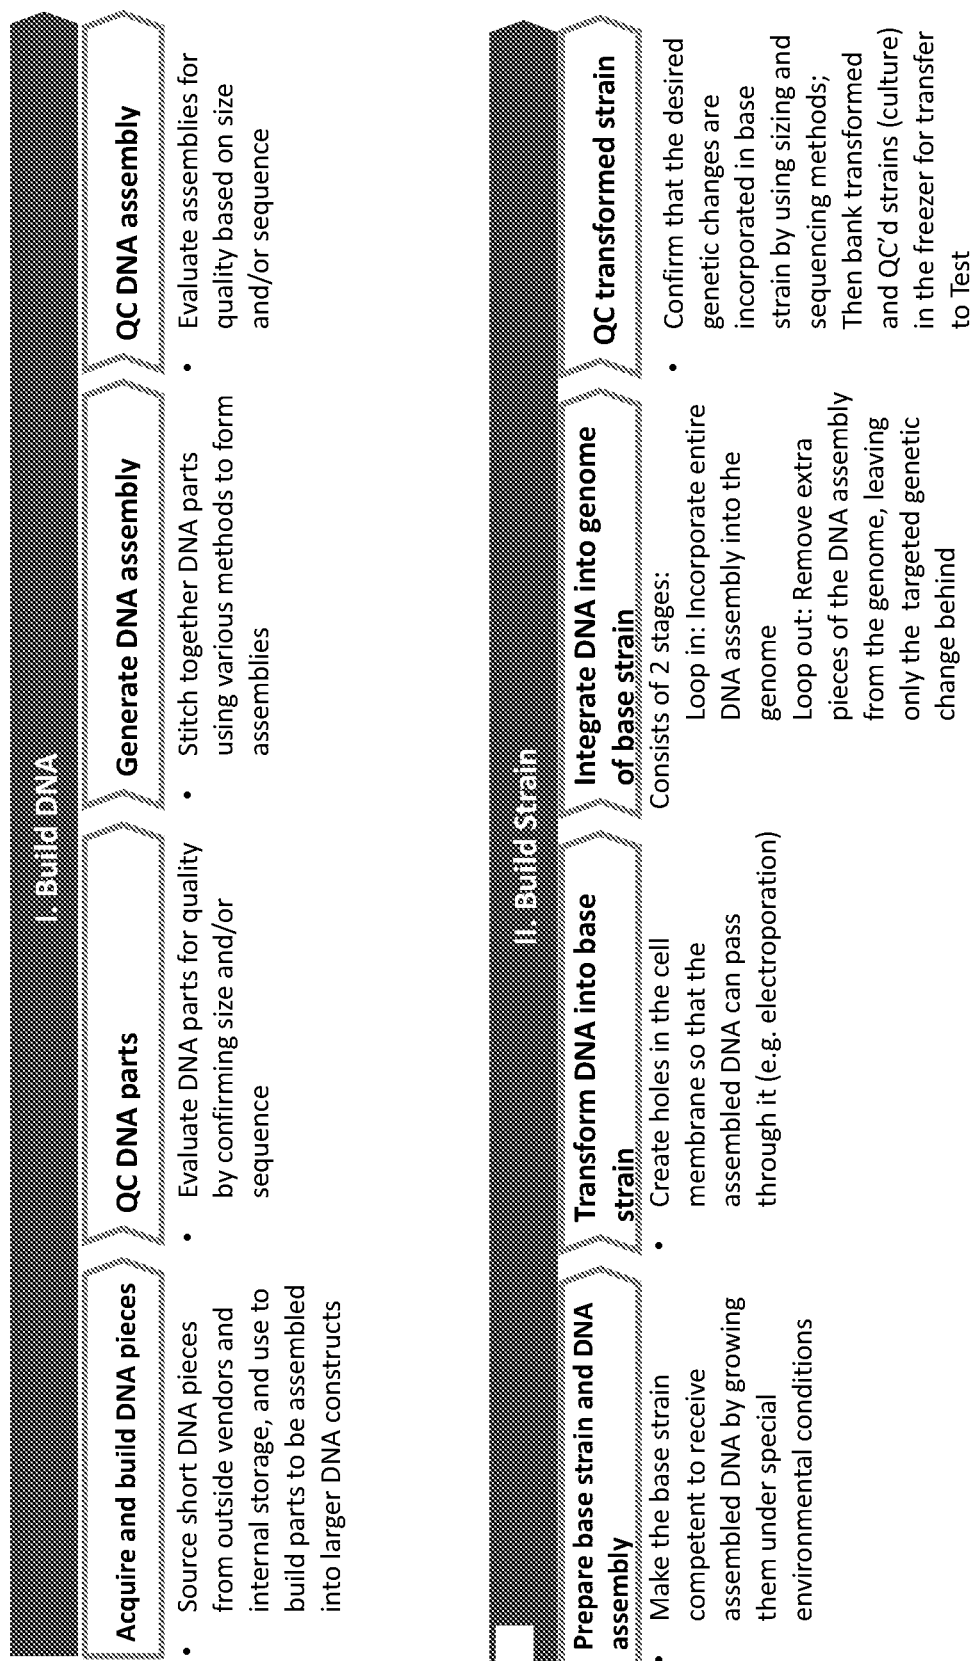 I. Build DNA
Acquire and build DNA pieces
• Source short DNA pieces
from outside vendors and
internal storage, and use to
build parts to be assembled
into larger DNA constructs
QC DNA parts
• Evaluate DNA parts for quality
by confirming size and/or
sequence
Generate DNA assembly
• Stitch together DNA parts
using various methods to form
assemblies
QC DNA assembly
• Evaluate assemblies for
quality based on size
and/or sequence
II. Build Strain
Prepare base strain and DNA
assembly
• Make the base strain
competent to receive
assembled DNA by growing
them under special
environmental conditions
Transform DNA into base
strain
• Create holes in the cell
membrane so that the
assembled DNA can pass
through it (e.g. electroporation)
Integrate DNA into genome
of base strain
Consists of 2 stages:
Loop in: Incorporate entire
DNA assembly into the
genome
Loop out: Remove extra
pieces of the DNA assembly
from the genome, leaving
only the targeted genetic
change behind
QC transformed strain
• Confirm that the desired
genetic changes are
incorporated in base
strain by using sizing and
sequencing methods;
Then bank transformed
and QC'd strains (culture)
in the freezer for transfer
to Test